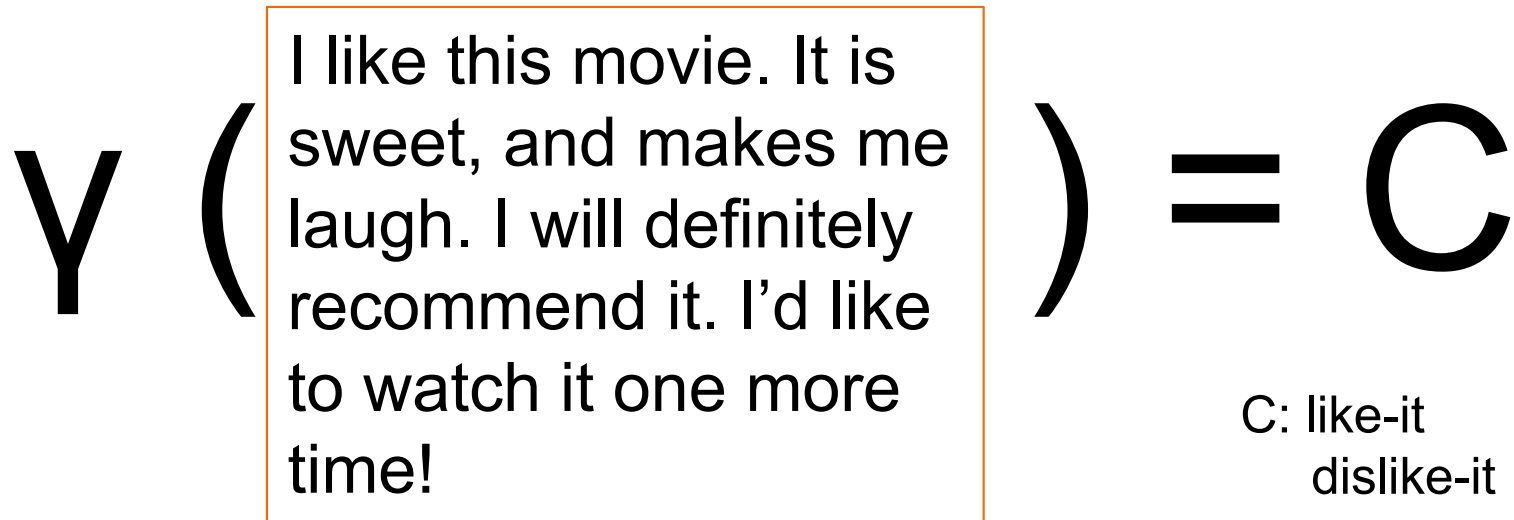 γ ( I like this movie. It is
sweet, and makes me
laugh. I will definitely
recommend it. I’d like
to watch it one more
time!
) = C
C: like-it
dislike-it